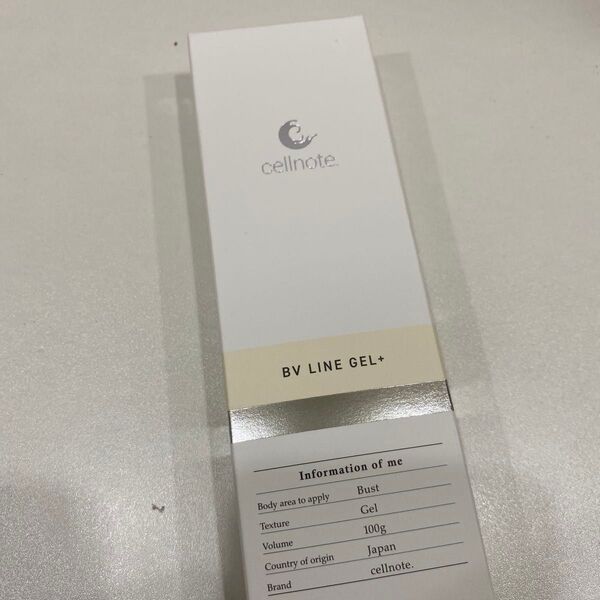 cellnote.
BV LINE GEL+
Information of me
Body area to apply Bust
Texture Gel
Volume 100g
Country of origin Japan
Brand cellnote.